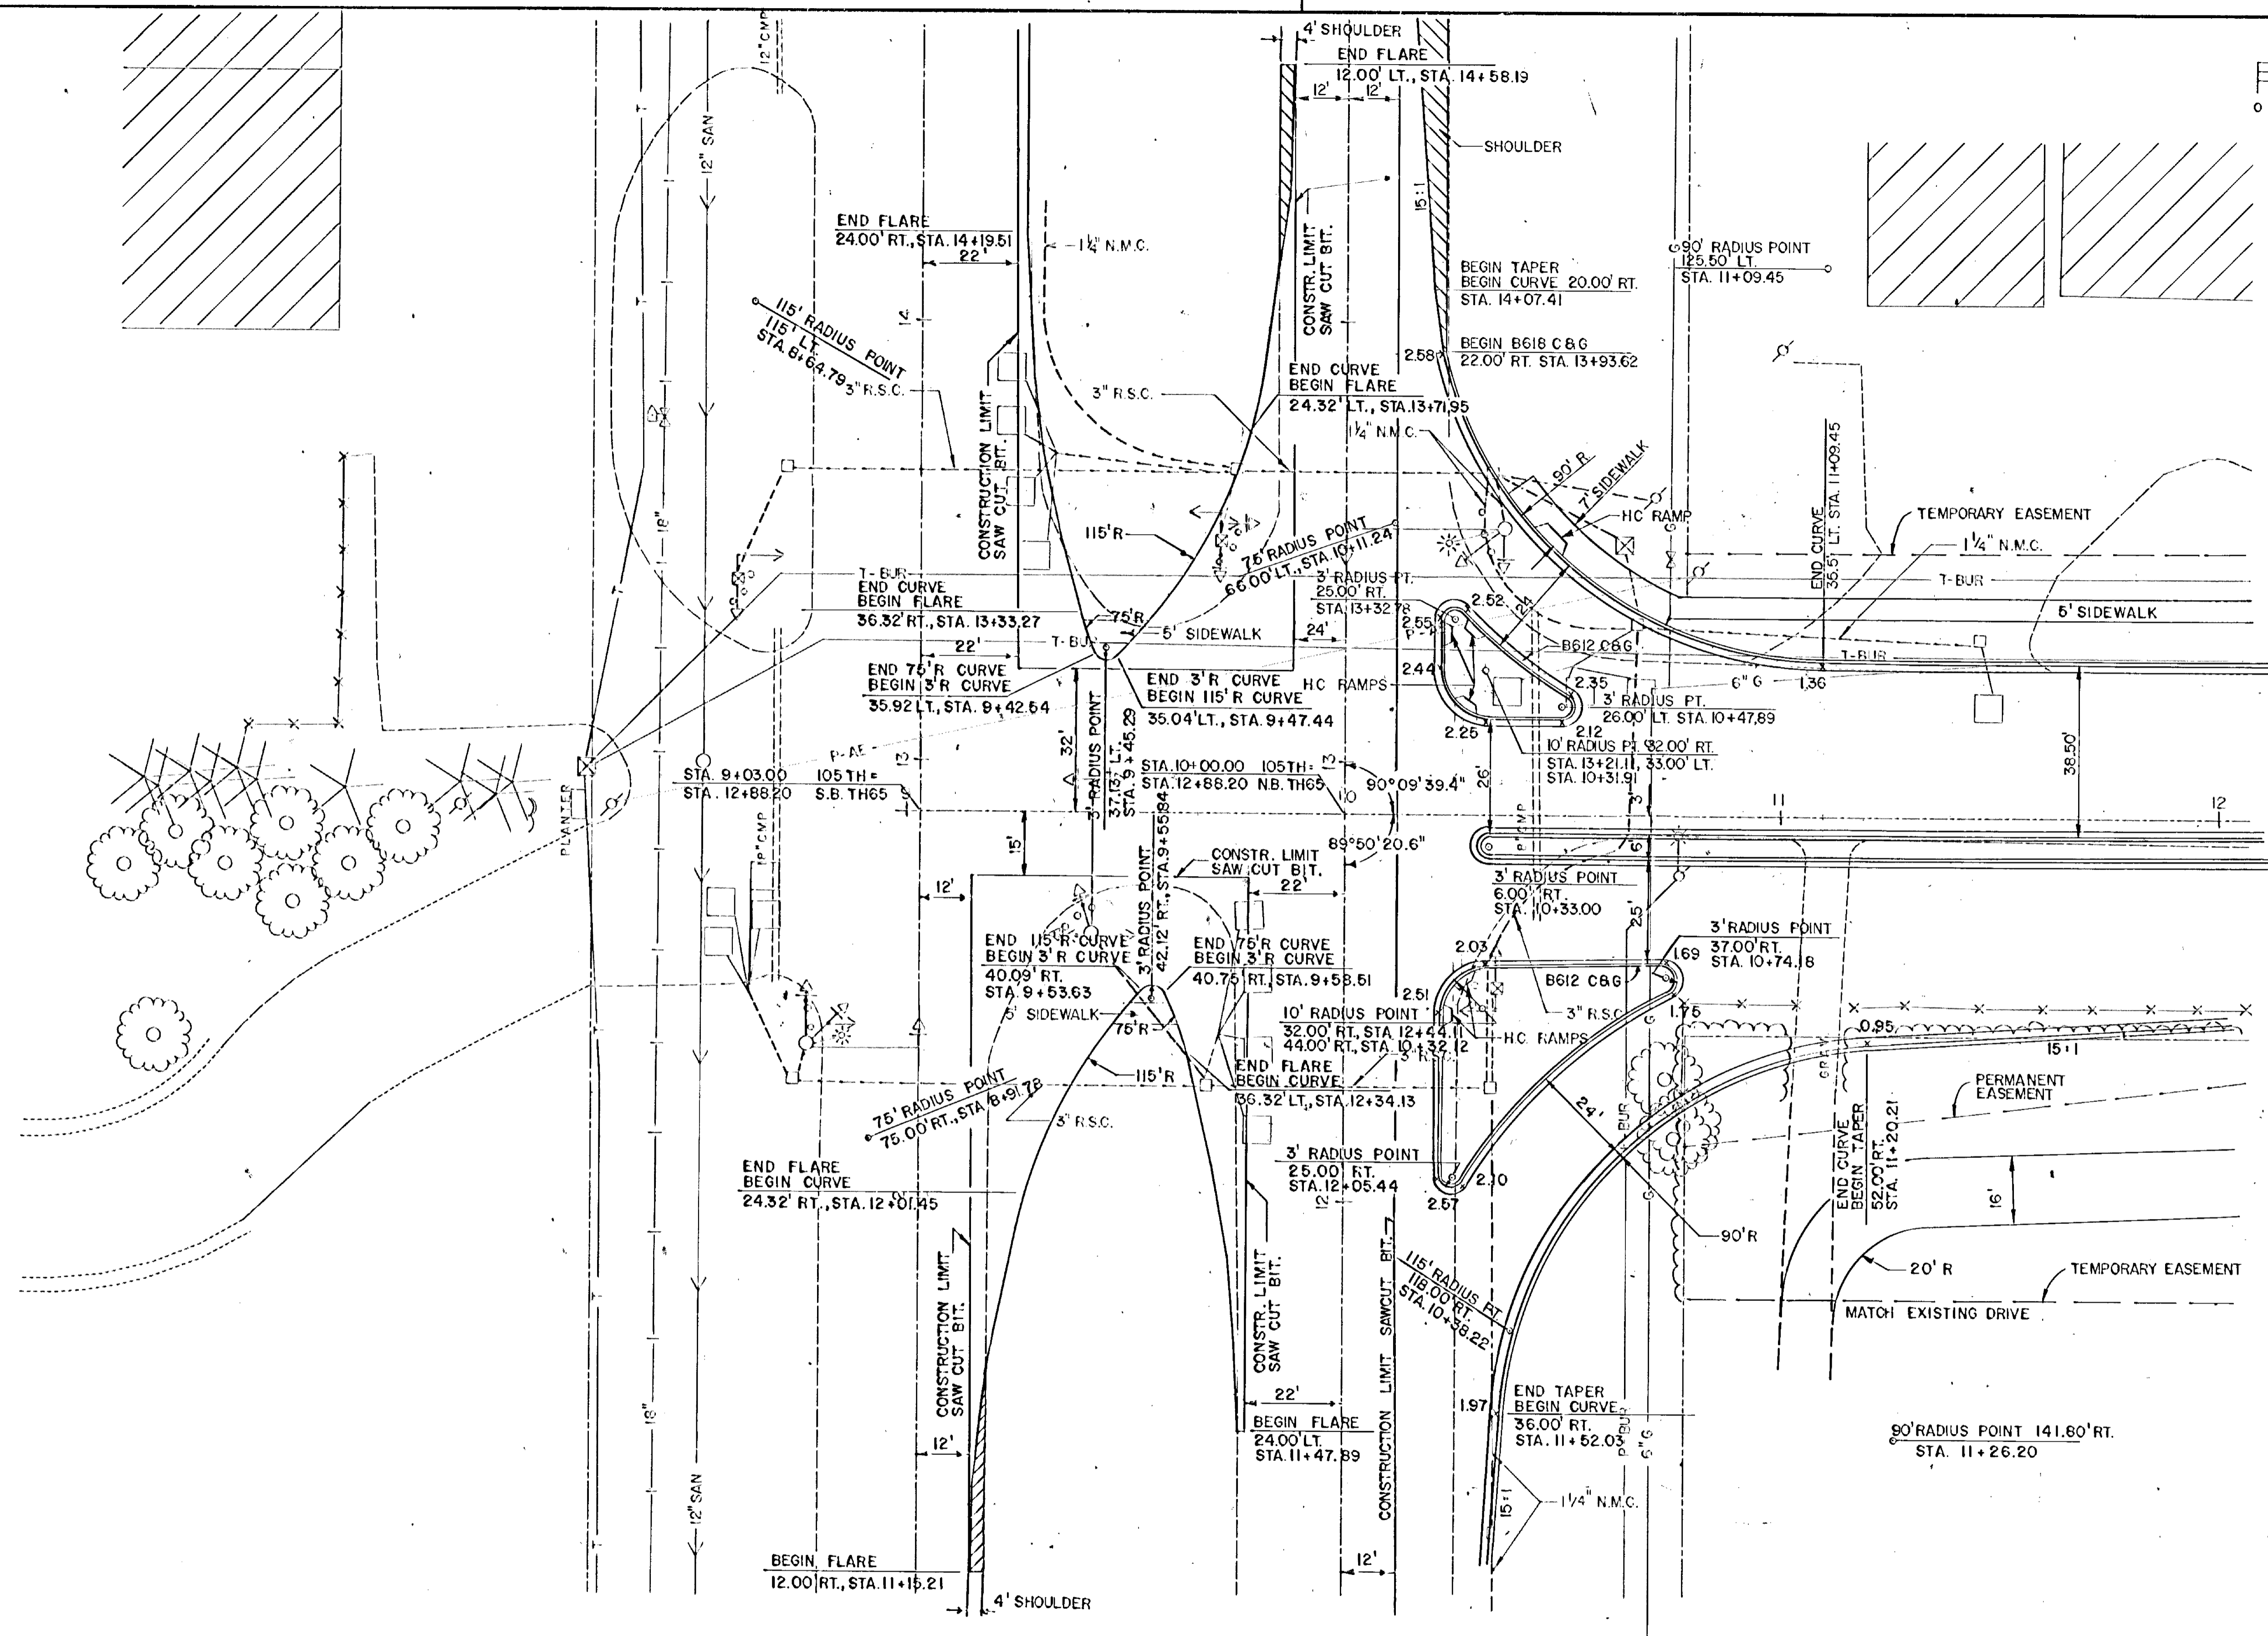 4' SHOULDER
END FLARE
12.00' LT., STA. 14+58.19
12'
12'
12" CMP
12" SAN
SHOULDER
15:1
T
T
END FLARE
24.00' RT., STA. 14+19.51
22'
1¼" N.M.C.
CONSTR. LIMIT
SAW CUT BIT.
G
90' RADIUS POINT
125.50' LT.
STA. 11+09.45
BEGIN TAPER
BEGIN CURVE 20.00' RT.
STA. 14+07.41
14
115' RADIUS POINT
115' LT.
STA. 8+64.79
3" R.S.C.
2.58
BEGIN B618 C&G
22.00' RT. STA. 13+93.62
END CURVE
BEGIN FLARE
24.32' LT., STA. 13+71.95
3" R.S.C.
1¼" N.M.C.
CONSTRUCTION LIMIT
SAW CUT BIT.
18"
90' R
7' SIDEWALK
HC RAMP
END CURVE
35.5' LT. STA. 11+09.45
TEMPORARY EASEMENT
1¼" N.M.C.
115' R
75' RADIUS POINT
66.00' LT., STA. 10+11.24
T-BUR
END CURVE
BEGIN FLARE
36.32' RT., STA. 13+33.27
3' RADIUS PT.
25.00' RT.
STA. 13+32.78
2.52
24'
T-BUR
5' SIDEWALK
75' R
5' SIDEWALK
24'
2.55
B612 C&G
T-BUR
22'
T-BUR
END 75' R CURVE
BEGIN 3' R CURVE
35.92 LT., STA. 9+42.54
END 3' R CURVE
BEGIN 115' R CURVE
35.04' LT., STA. 9+47.44
H.C. RAMPS
2.44
2.35
6" G
1.36
3' RADIUS PT.
26.00' LT. STA. 10+47.89
2.25
2.12
10' RADIUS PT. 32.00' RT.
STA. 13+21.11, 33.00' LT.
STA. 10+31.91
32'
3' RADIUS POINT
37.13' LT.
STA. 9+45.29
P-AE
13
STA. 9+03.00 105TH =
STA. 12+88.20 S.B. TH65
STA. 10+00.00 105TH =
STA. 12+88.20 N.B. TH65
13
10
90°09'39.4"
26'
3'
38.50'
11
12
PLANTER
18" CMP
15'
89°50'20.6"
6'
CONSTR. LIMIT
SAW CUT BIT.
12'
22'
3' RADIUS POINT
6.00' RT.
STA. 10+33.00
25'
3' RADIUS POINT
42.12' RT., STA. 9+55.84
END 115' R CURVE
BEGIN 3' R CURVE
40.09' RT.
STA. 9+53.63
END 75' R CURVE
BEGIN 3' R CURVE
40.75' RT., STA. 9+58.51
2.03
3' RADIUS POINT
37.00' RT.
STA. 10+74.18
1.69
B612 C&G
2.51
5' SIDEWALK
75' R
10' RADIUS POINT
32.00' RT, STA 12+44.11
44.00' RT., STA. 10+32.12
3" R.S.C.
H.C. RAMPS
1.75
0.95
15:1
END FLARE
BEGIN CURVE
36.32' LT., STA. 12+34.13
115' R
75' RADIUS POINT
75.00' RT., STA. 8+91.78
3" R.S.C.
24'
PERMANENT
EASEMENT
END FLARE
BEGIN CURVE
24.32' RT., STA. 12+01.45
3' RADIUS POINT
25.00' RT.
STA. 12+05.44
12
2.57
2.10
END CURVE
BEGIN TAPER
52.00' RT.
STA. 11+20.21
16'
90' R
20' R
TEMPORARY EASEMENT
MATCH EXISTING DRIVE
CONSTRUCTION LIMIT
SAW CUT BIT.
CONSTR. LIMIT
SAW CUT BIT.
CONSTRUCTION LIMIT SAWCUT BIT.
115' RADIUS PT.
118.00' RT.
STA. 10+38.22
18"
22'
1.97
END TAPER
BEGIN CURVE
36.00' RT.
STA. 11+52.03
BEGIN FLARE
24.00' LT.
STA. 11+47.89
6" G
90' RADIUS POINT 141.80' RT.
STA. 11+26.20
12'
12" SAN
15:1
1¼" N.M.C.
BEGIN FLARE
12.00' RT., STA. 11+15.21
12'
4' SHOULDER